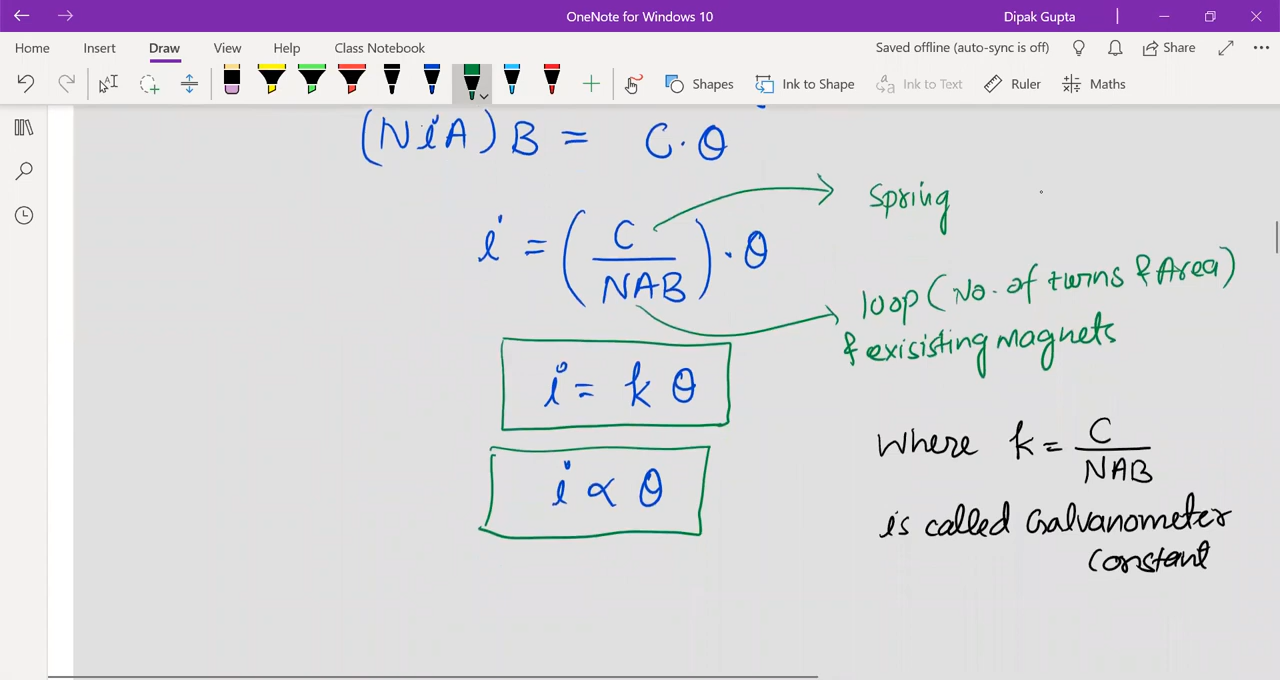 OneNote for Windows 10
Dipak Gupta
Home Insert Draw View Help Class Notebook
Saved offline (auto-sync is off)
Share
Shapes Ink to Shape Ink to Text Ruler Maths
(NiA) B = C·θ
i = (C/NAB)·θ
Spring
loop (No. of turns & Area)
& exisisting magnets
i = k θ
i ∝ θ
Where k = C/NAB
is called Galvanometer
Constant